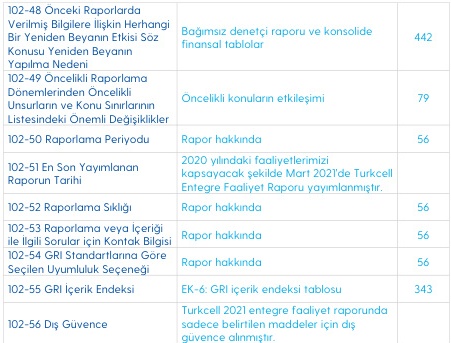 102-48 Önceki Raporlarda
Verilmiş Bilgilere İlişkin Herhangi
Bir Yeniden Beyanın Etkisi Söz
Konusu Yeniden Beyanın
Yapılma Nedeni
Bağımsız denetçi raporu ve konsolide
finansal tablolar
442
102-49 Öncelikli Raporlama
Dönemlerinden Öncelikli
Unsurların ve Konu Sınırlarının
Listesindeki Önemli Değişiklikler
Öncelikli konuların etkileşimi
79
102-50 Raporlama Periyodu
Rapor hakkında
56
102-51 En Son Yayımlanan
Raporun Tarihi
2020 yılındaki faaliyetlerimizi
kapsayacak şekilde Mart 2021'de Turkcell
Entegre Faaliyet Raporu yayımlanmıştır.
102-52 Raporlama Sıklığı
Rapor hakkında
56
102-53 Raporlama veya İçeriği
ile İlgili Sorular için Kontak Bilgisi
Rapor hakkında
56
102-54 GRI Standartlarına Göre
Seçilen Uyumluluk Seçeneği
Rapor hakkında
56
102-55 GRI İçerik Endeksi
EK-6: GRI içerik endeksi tablosu
343
102-56 Dış Güvence
Turkcell 2021 entegre faaliyet raporunda
sadece belirtilen maddeler için dış
güvence alınmıştır.